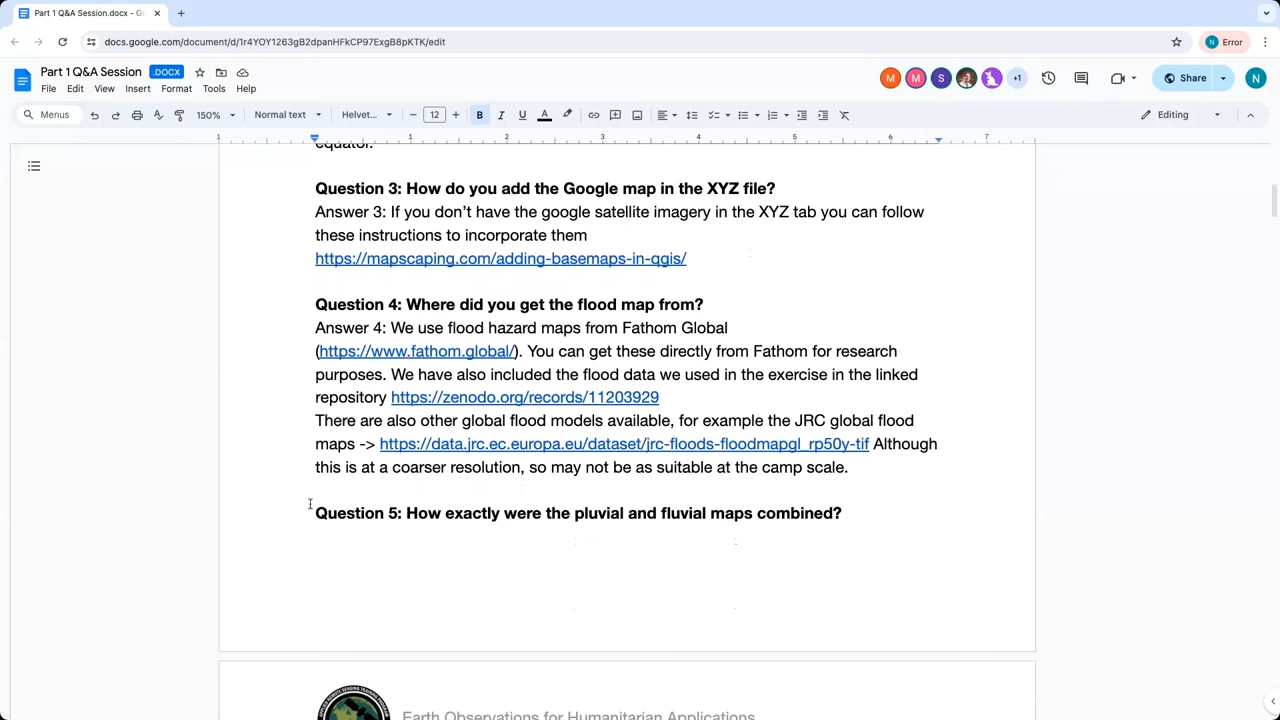 Part 1 Q&A Session.docx - Go
docs.google.com/document/d/1r4YOY1263gB2dpanHFkCP97ExgB8pKTK/edit
N Error
Part 1 Q&A Session .DOCX
M M S +1 Share N
File Edit View Insert Format Tools Help
Menus 150% Normal text Helvet... 12 B I U A Editing
1 1 2 3 4 5 6 7
equator.
Question 3: How do you add the Google map in the XYZ file?
Answer 3: If you don’t have the google satellite imagery in the XYZ tab you can follow
these instructions to incorporate them
https://mapscaping.com/adding-basemaps-in-qgis/
Question 4: Where did you get the flood map from?
Answer 4: We use flood hazard maps from Fathom Global
(https://www.fathom.global/). You can get these directly from Fathom for research
purposes. We have also included the flood data we used in the exercise in the linked
repository https://zenodo.org/records/11203929
There are also other global flood models available, for example the JRC global flood
maps -> https://data.jrc.ec.europa.eu/dataset/jrc-floods-floodmapgl_rp50y-tif Although
this is at a coarser resolution, so may not be as suitable at the camp scale.
Question 5: How exactly were the pluvial and fluvial maps combined?
Earth Observations for Humanitarian Applications